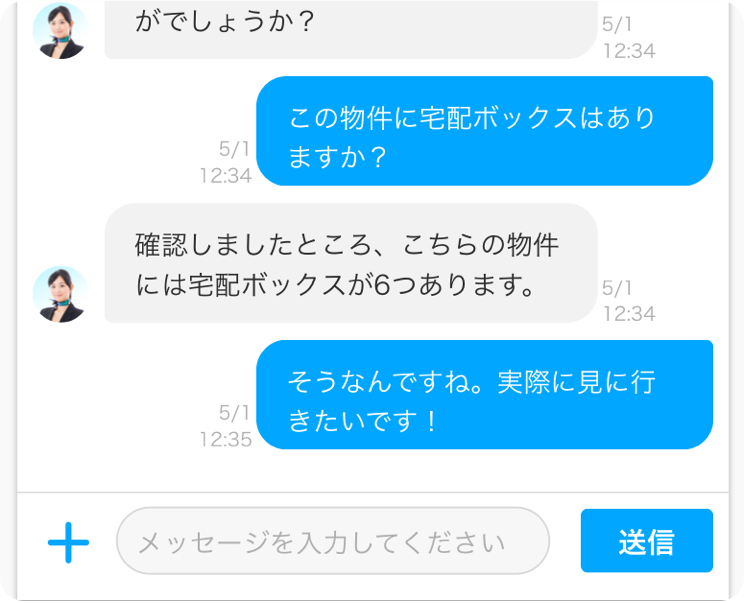 がでしょうか？
5/1
12:34
この物件に宅配ボックスはあり
ますか？
5/1
12:34
確認しましたところ、こちらの物件
には宅配ボックスが6つあります。
5/1
12:34
そうなんですね。実際に見に行
きたいです！
5/1
12:35
メッセージを入力してください
送信